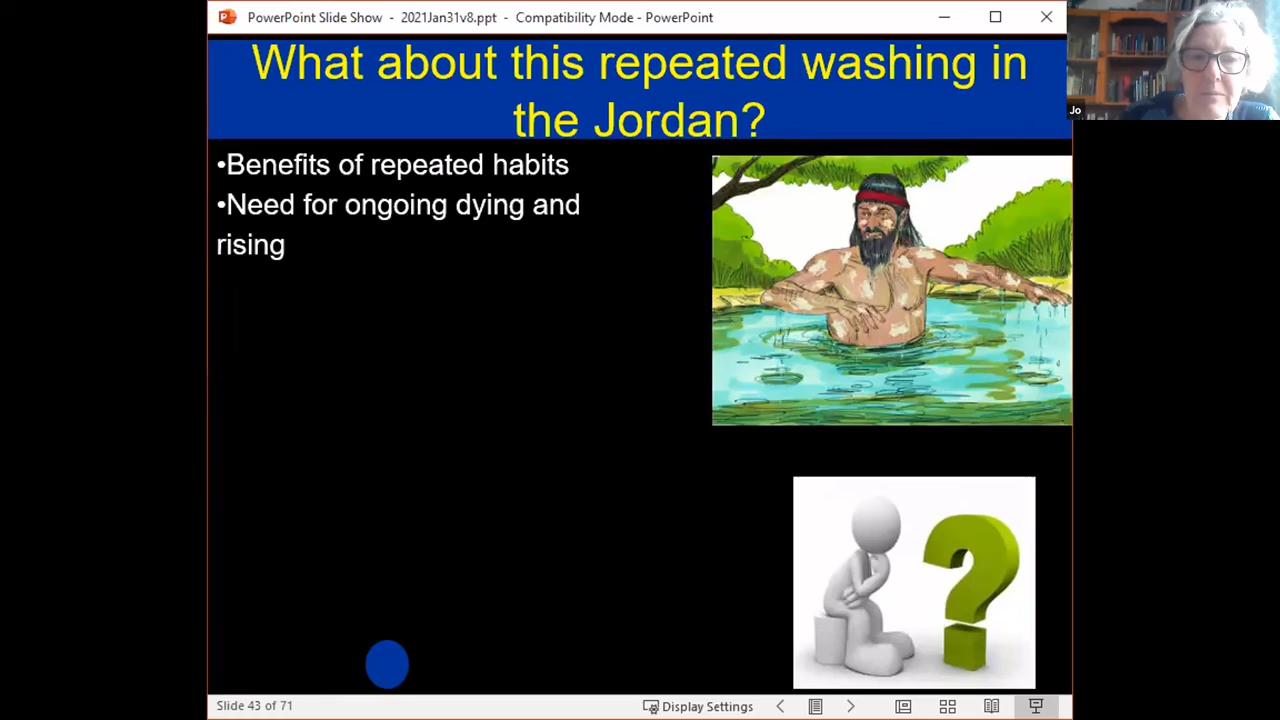 PowerPoint Slide Show - 2021Jan31v8.ppt - Compatibility Mode - PowerPoint
What about this repeated washing in
the Jordan?
Jo
•Benefits of repeated habits
•Need for ongoing dying and
rising
?
Slide 43 of 71
Display Settings